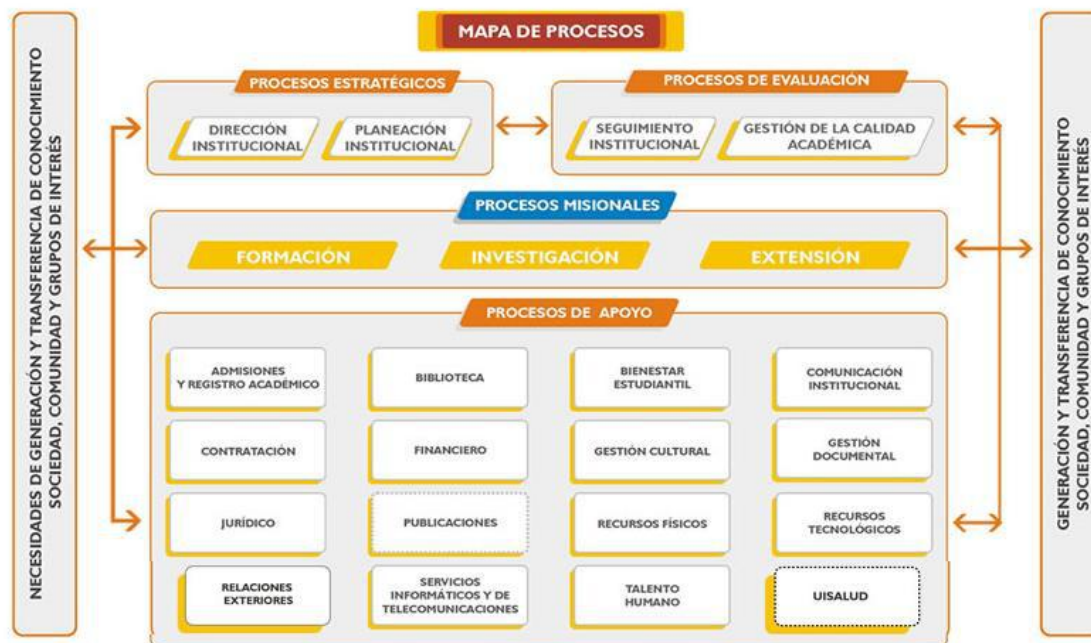 MAPA DE PROCESOS
NECESIDADES DE GENERACIÓN Y TRANSFERENCIA DE CONOCIMIENTO
SOCIEDAD, COMUNIDAD Y GRUPOS DE INTERÉS
PROCESOS ESTRATÉGICOS
DIRECCIÓN
INSTITUCIONAL
PLANEACIÓN
INSTITUCIONAL
PROCESOS DE EVALUACIÓN
SEGUIMIENTO
INSTITUCIONAL
GESTIÓN DE LA CALIDAD
ACADÉMICA
PROCESOS MISIONALES
FORMACIÓN
INVESTIGACIÓN
EXTENSIÓN
PROCESOS DE APOYO
ADMISIONES
Y REGISTRO ACADÉMICO
BIBLIOTECA
BIENESTAR
ESTUDIANTIL
COMUNICACIÓN
INSTITUCIONAL
CONTRATACIÓN
FINANCIERO
GESTIÓN CULTURAL
GESTIÓN
DOCUMENTAL
JURÍDICO
PUBLICACIONES
RECURSOS FÍSICOS
RECURSOS
TECNOLÓGICOS
RELACIONES
EXTERIORES
SERVICIOS
INFORMÁTICOS Y DE
TELECOMUNICACIONES
TALENTO
HUMANO
UISALUD
GENERACIÓN Y TRANSFERENCIA DE CONOCIMIENTO
SOCIEDAD, COMUNIDAD Y GRUPOS DE INTERÉS